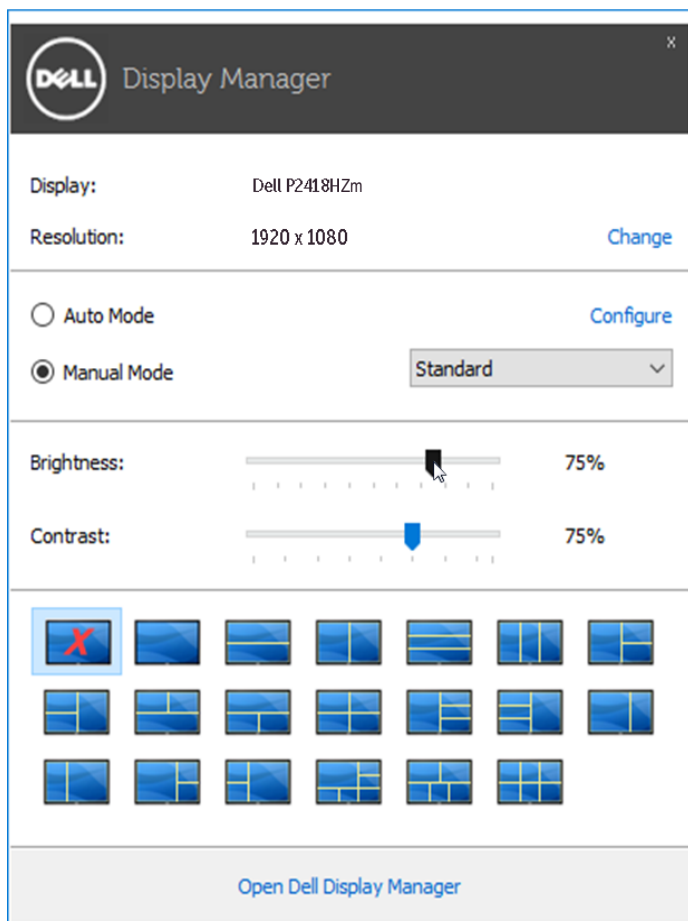 x
DELL Display Manager
Display: Dell P2418HZm
Resolution: 1920 x 1080 Change
Auto Mode Configure
Manual Mode Standard
Brightness: 75%
Contrast: 75%
X
Open Dell Display Manager